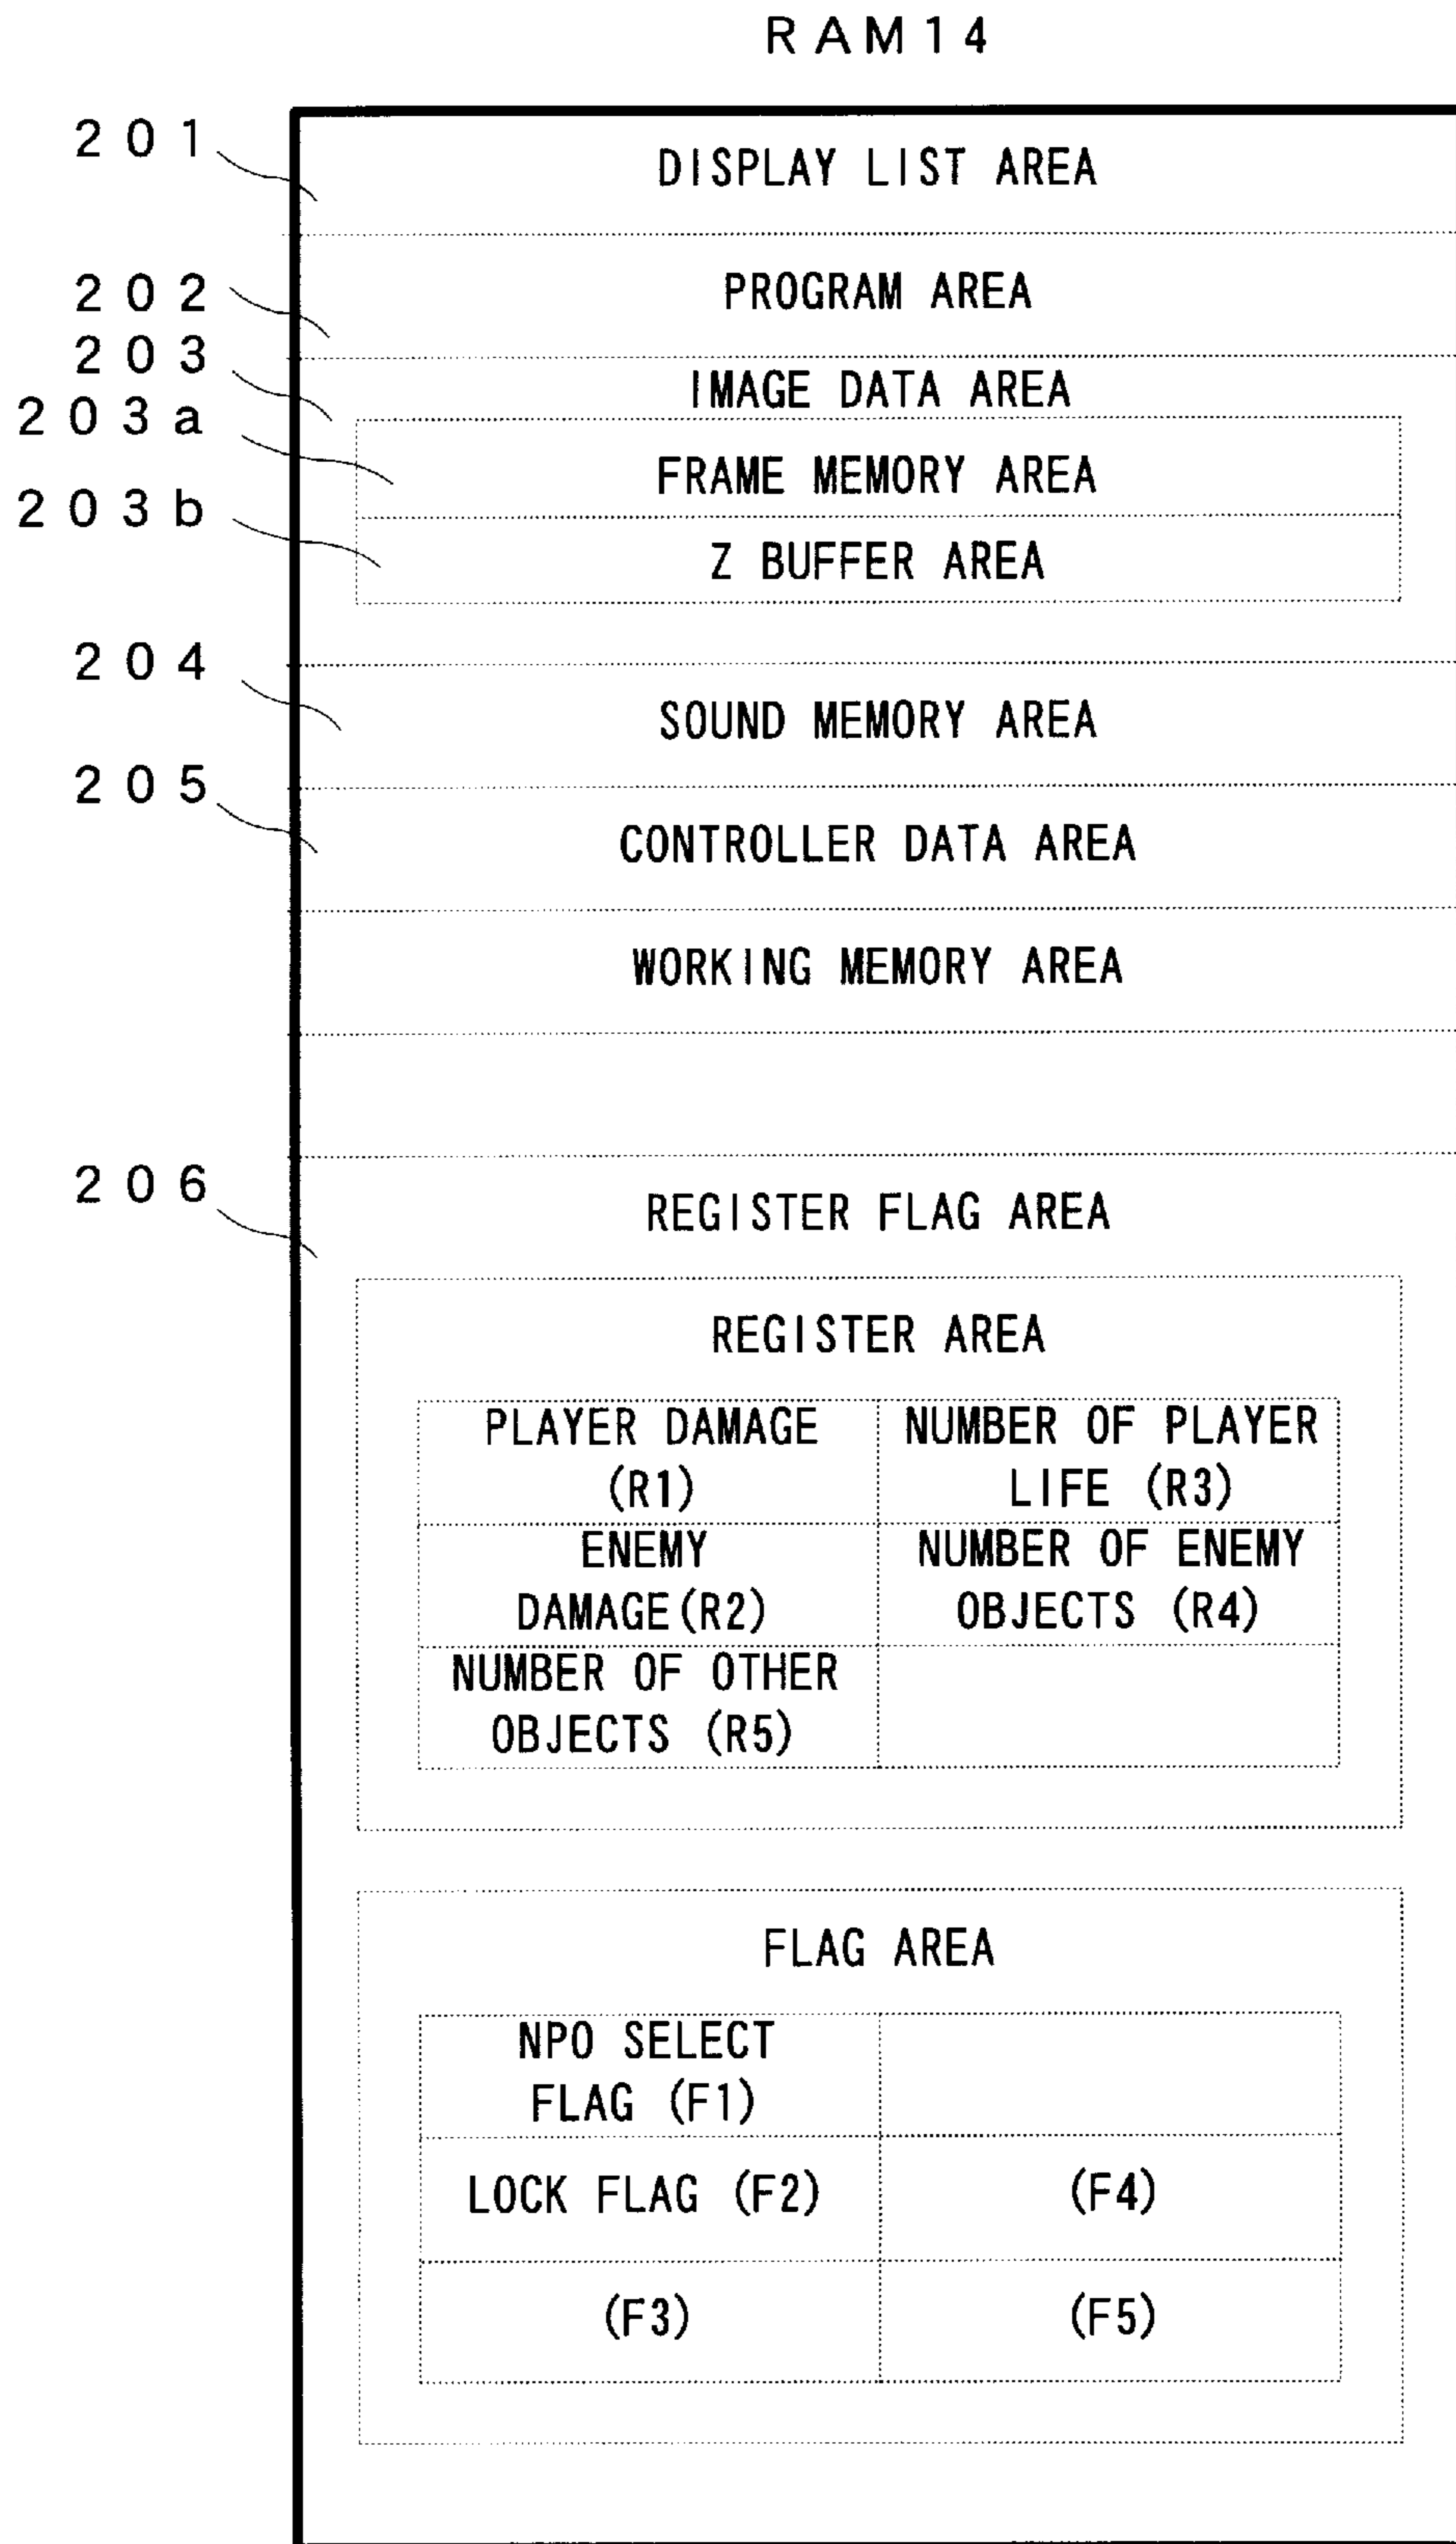 RAM14
201
DISPLAY LIST AREA
202
PROGRAM AREA
203
IMAGE DATA AREA
203a
FRAME MEMORY AREA
203b
Z BUFFER AREA
204
SOUND MEMORY AREA
205
CONTROLLER DATA AREA
WORKING MEMORY AREA
206
REGISTER FLAG AREA
REGISTER AREA
PLAYER DAMAGE
(R1)
NUMBER OF PLAYER
LIFE (R3)
ENEMY
DAMAGE(R2)
NUMBER OF ENEMY
OBJECTS (R4)
NUMBER OF OTHER
OBJECTS (R5)
FLAG AREA
NPO SELECT
FLAG (F1)
LOCK FLAG (F2)
(F4)
(F3)
(F5)